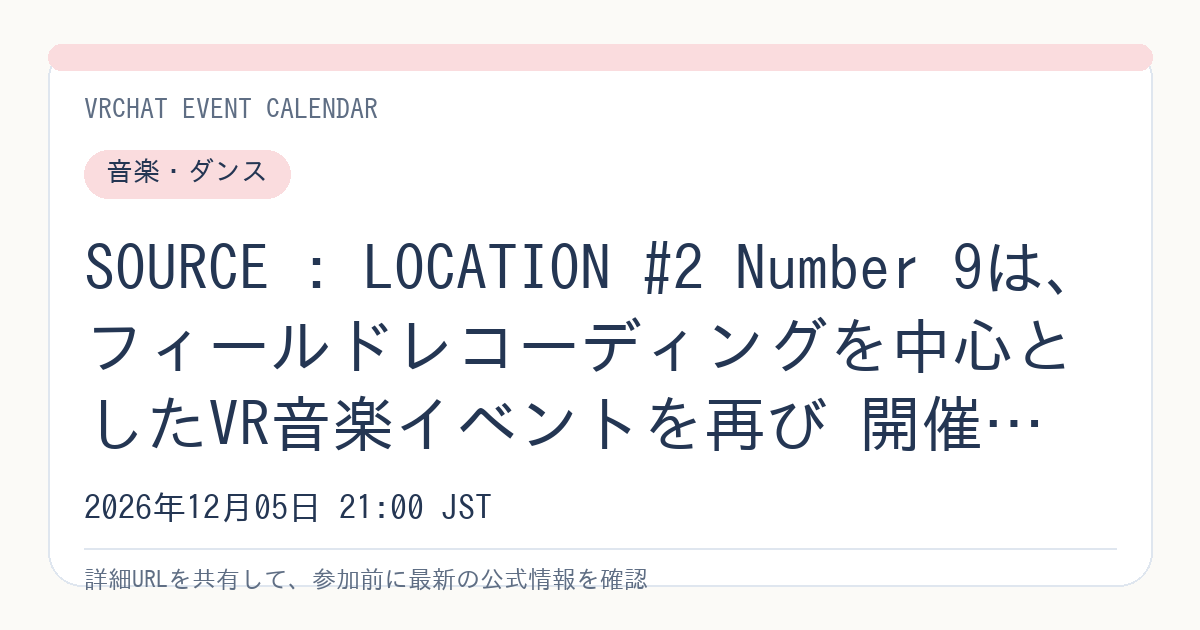 VRCHAT EVENT CALENDAR
音楽・ダンス
SOURCE : LOCATION #2 Number 9は、
フィールドレコーディングを中心と
したVR音楽イベントを再び 開催…
2026年12月05日 21:00 JST
詳細URLを共有して、参加前に最新の公式情報を確認